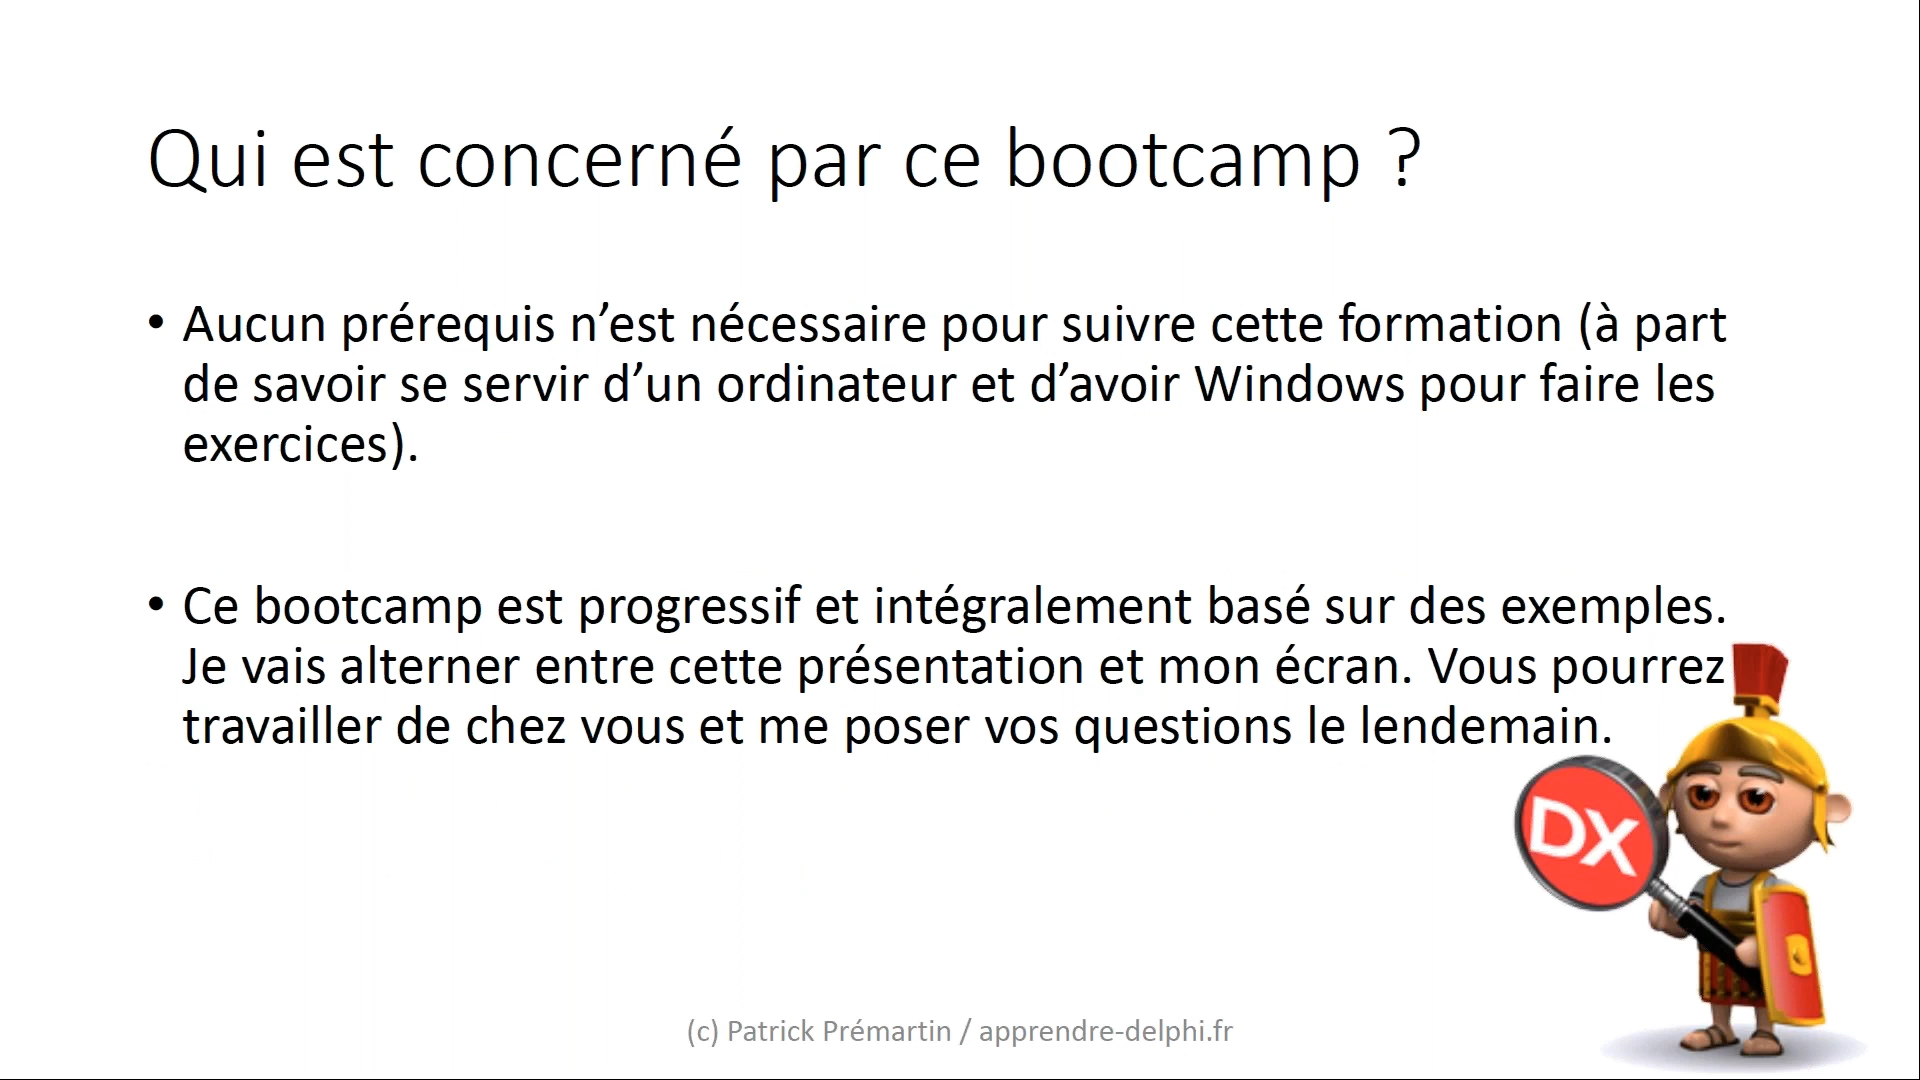 Qui est concerné par ce bootcamp ?
• Aucun prérequis n’est nécessaire pour suivre cette formation (à part
de savoir se servir d’un ordinateur et d’avoir Windows pour faire les
exercices).
• Ce bootcamp est progressif et intégralement basé sur des exemples.
Je vais alterner entre cette présentation et mon écran. Vous pourrez
travailler de chez vous et me poser vos questions le lendemain.
DX
(c) Patrick Prémartin / apprendre-delphi.fr